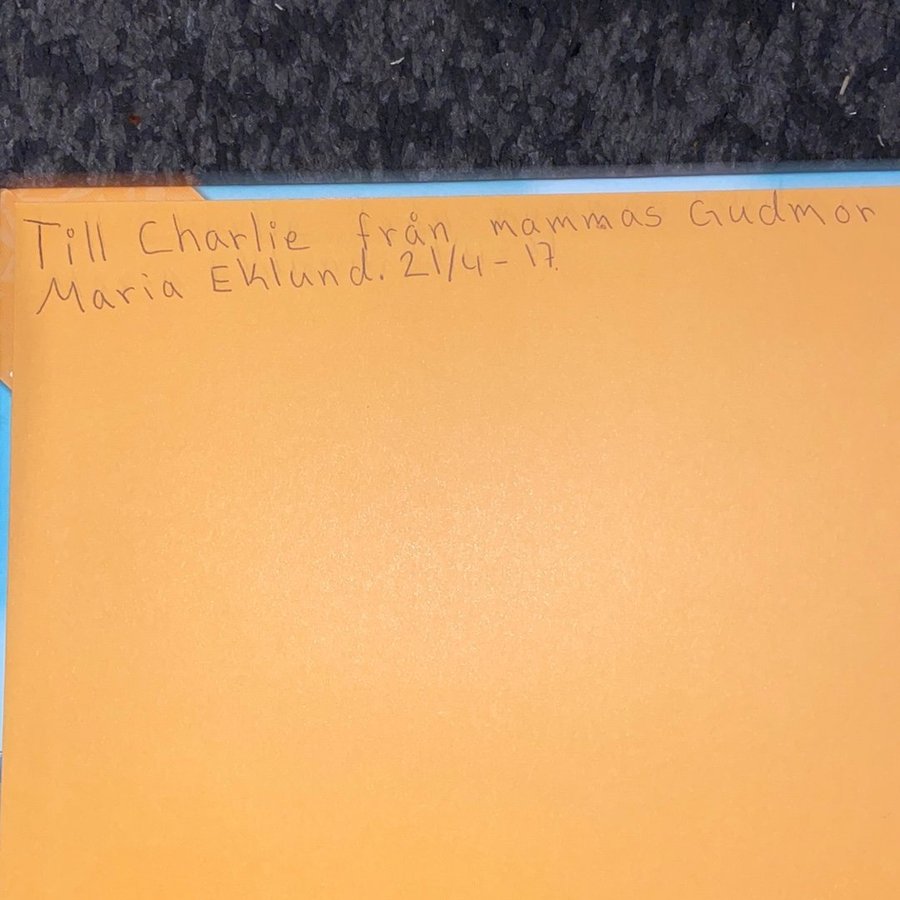 Till Charlie från mammas Gudmor
Maria Eklund. 21/4-17.